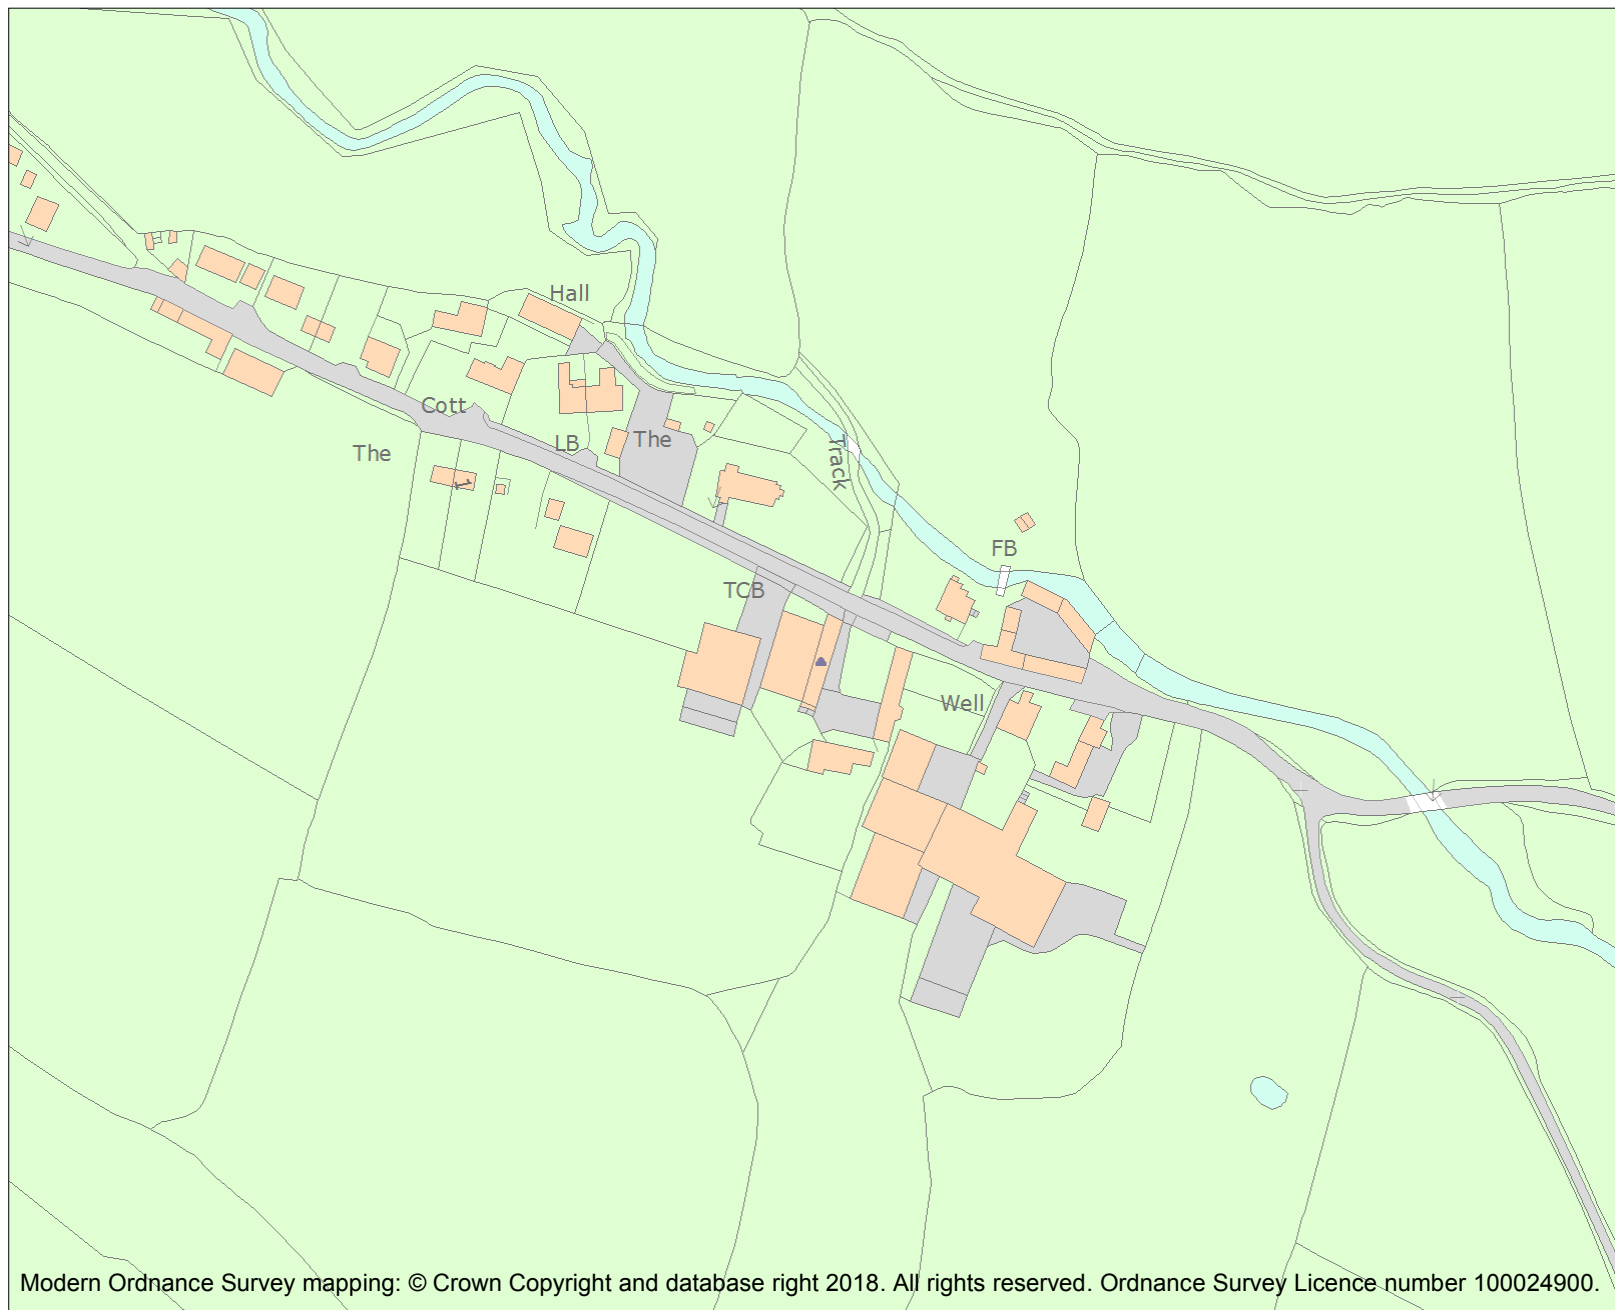 Hall
Cott
The
LB
The
Track
1
FB
TCB
Well
Modern Ordnance Survey mapping: © Crown Copyright and database right 2018. All rights reserved. Ordnance Survey Licence number 100024900.